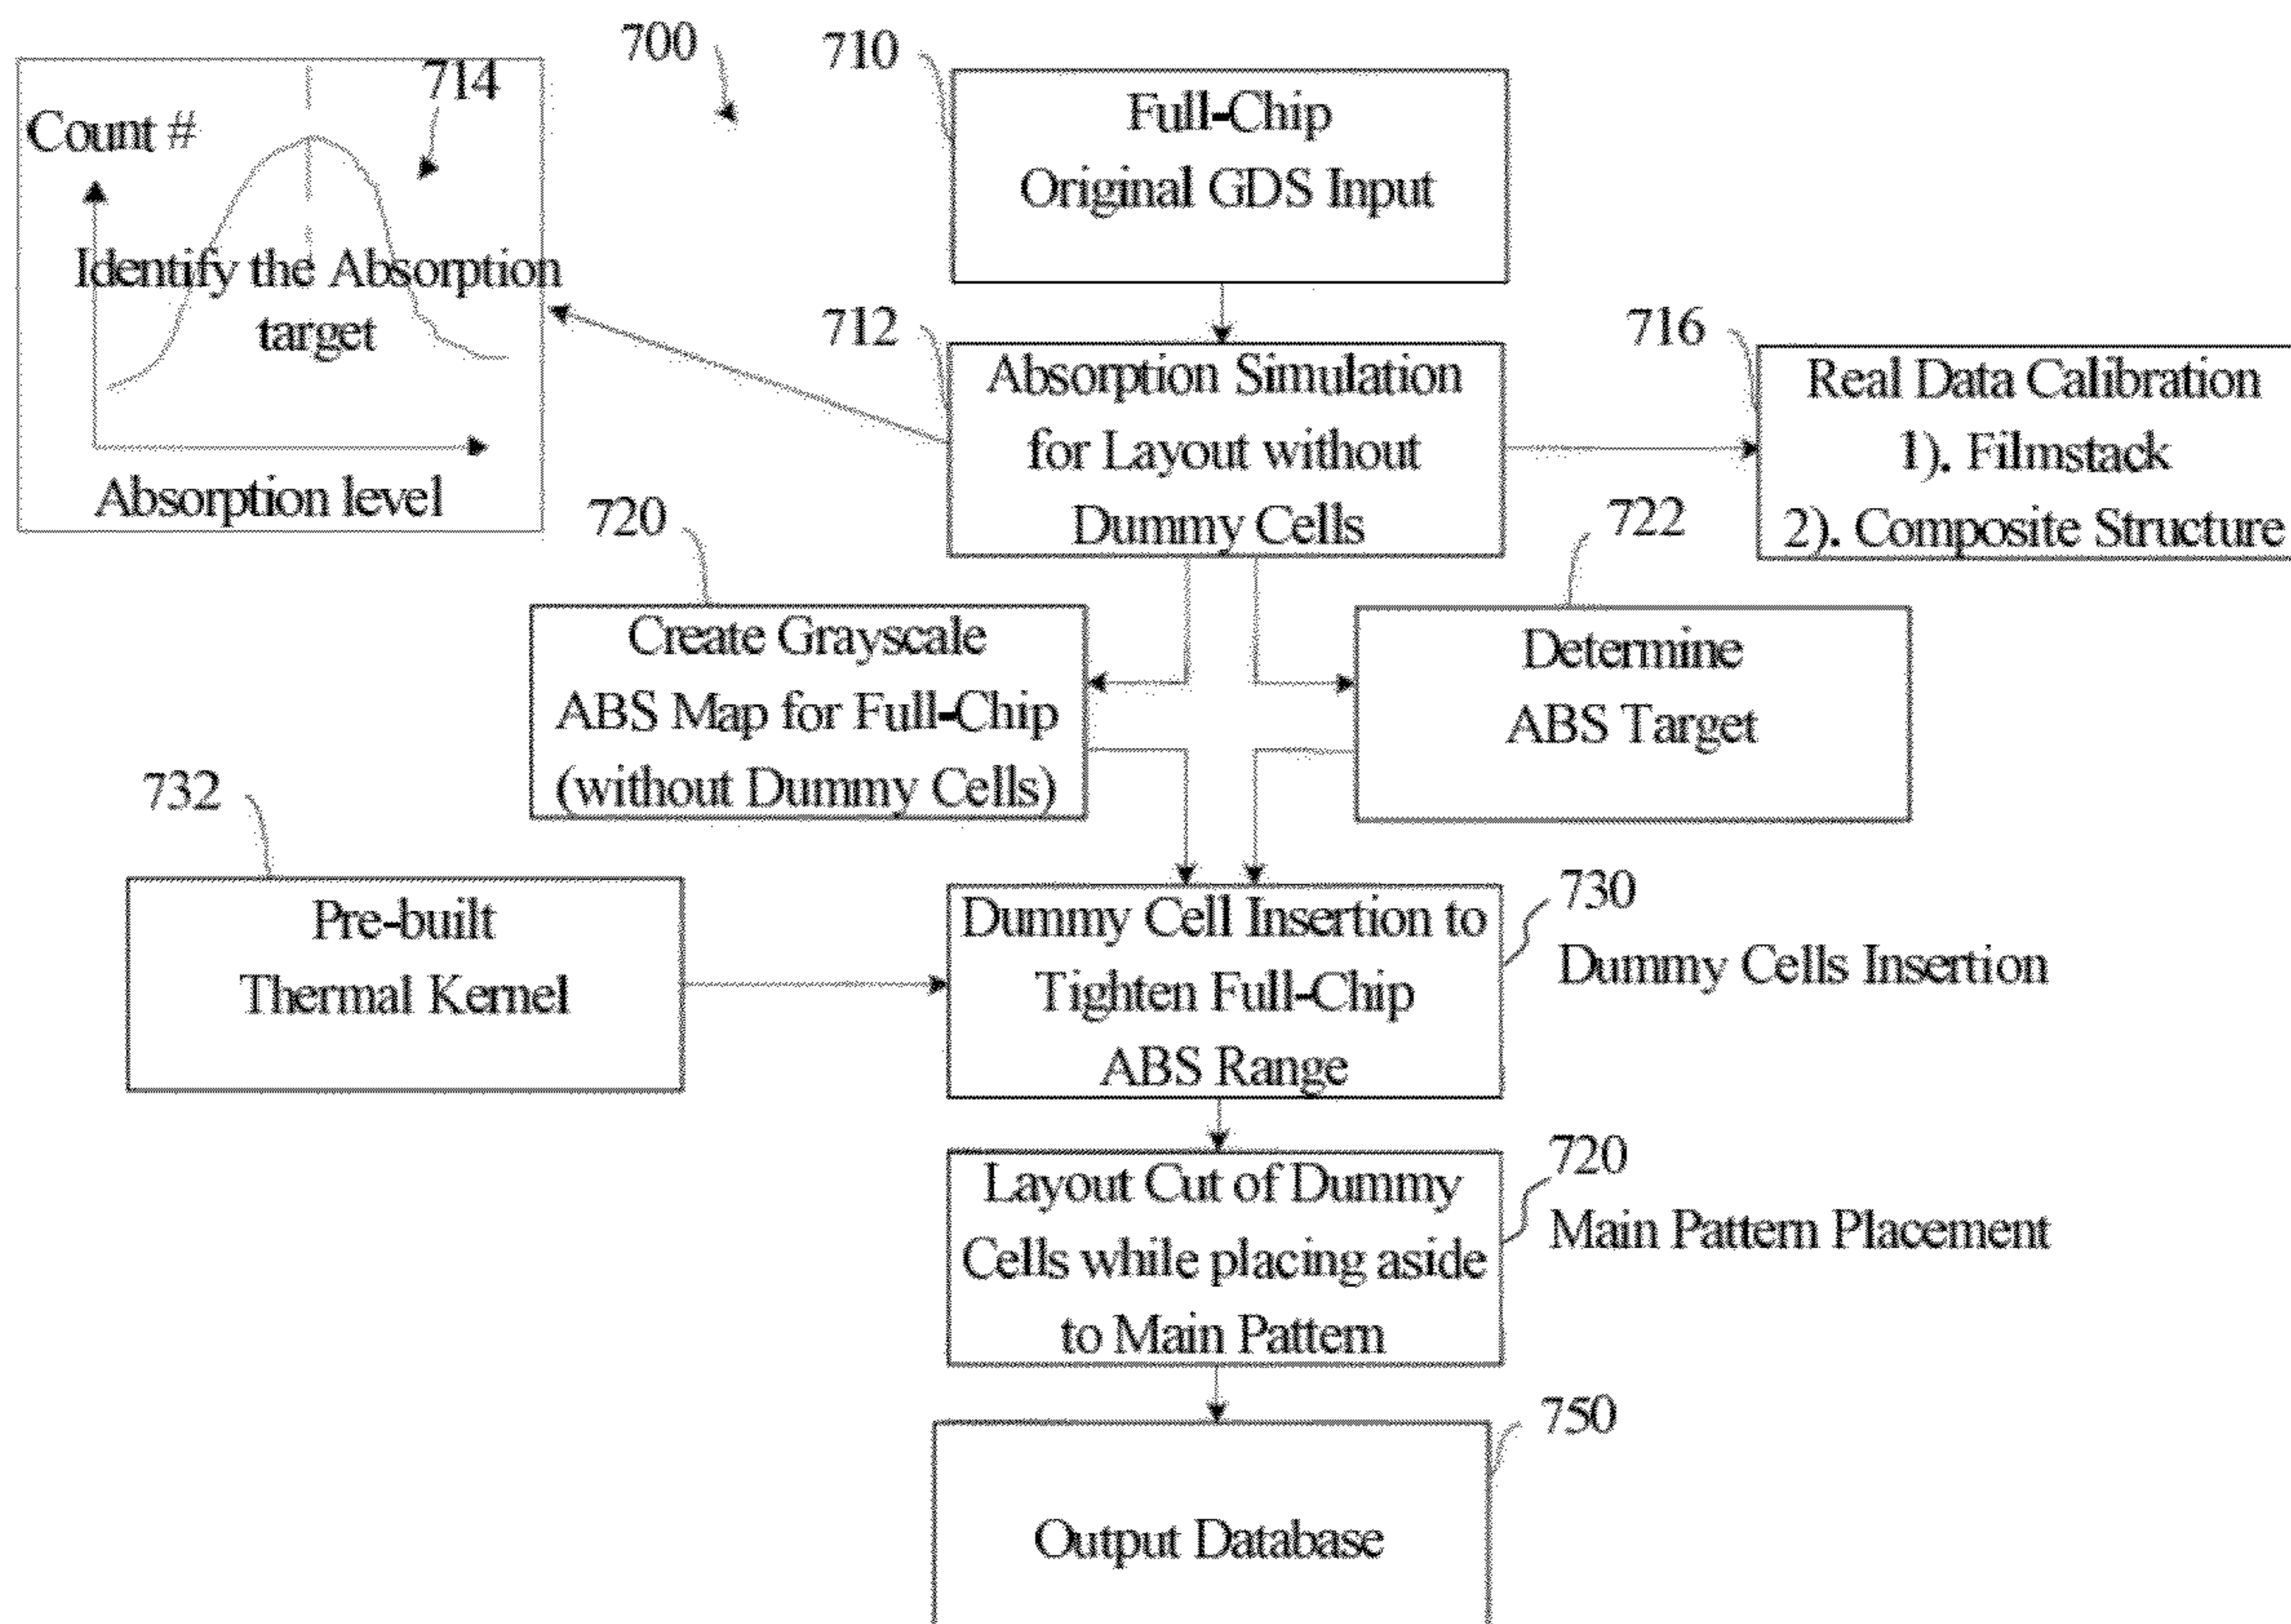 700
710
Full-Chip
Original GDS Input
714
Count #
Identify the Absorption
target
Absorption level
712
Absorption Simulation
for Layout without
Dummy Cells
716
Real Data Calibration
1). Filmstack
2). Composite Structure
720
Create Grayscale
ABS Map for Full-Chip
(without Dummy Cells)
722
Determine
ABS Target
732
Pre-built
Thermal Kernel
Dummy Cell Insertion to
Tighten Full-Chip
ABS Range
730
Dummy Cells Insertion
Layout Cut of Dummy
Cells while placing aside
to Main Pattern
720
Main Pattern Placement
750
Output Database